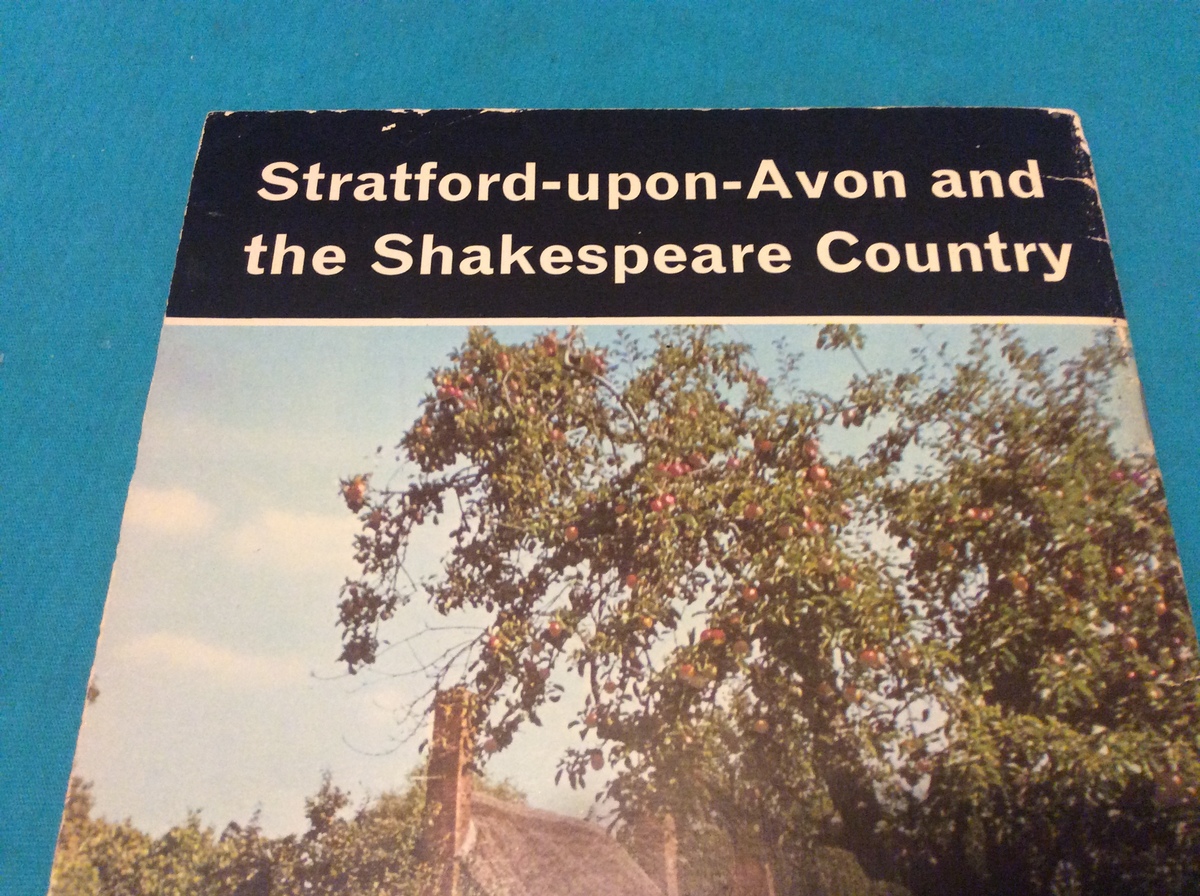 Stratford-upon-Avon and
the Shakespeare Country